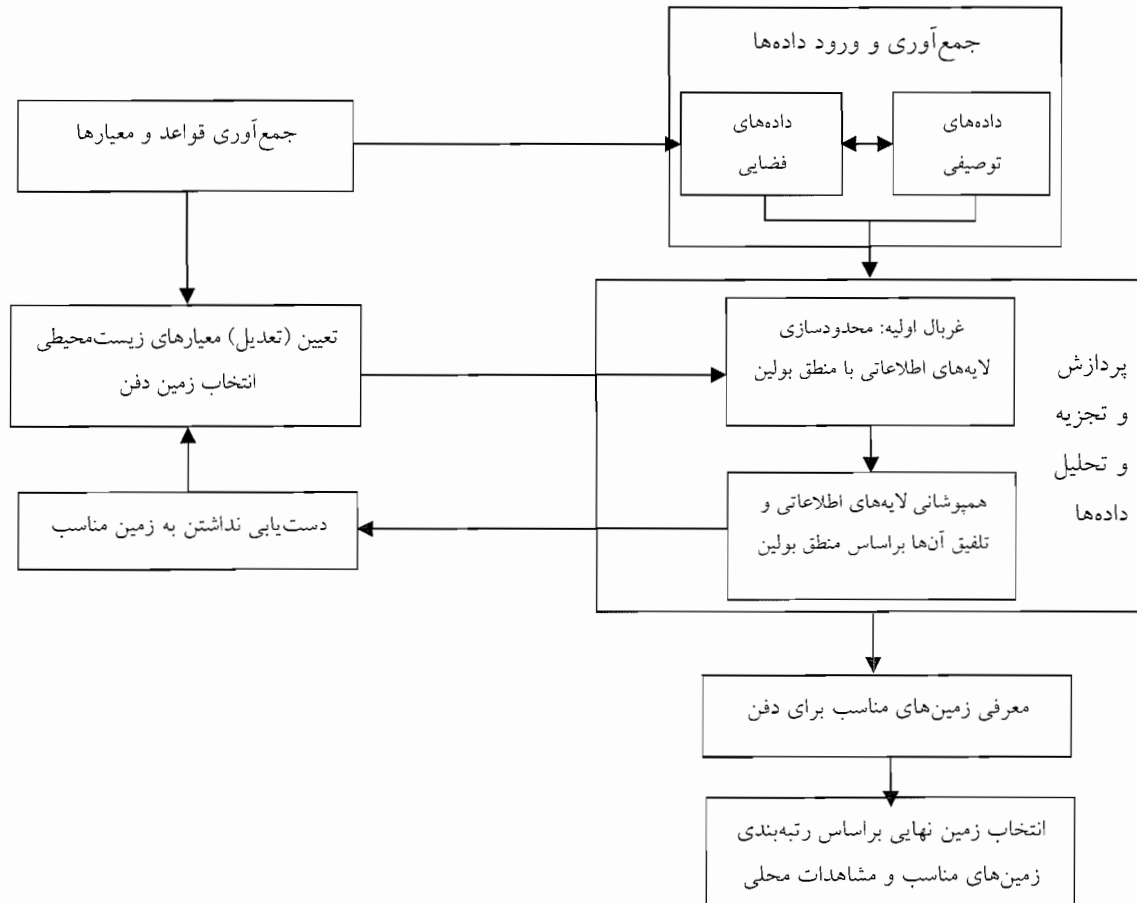 جمع‌آوری و ورود داده‌ها
جمع‌آوری قواعد و معیارها
داده‌های
فضایی
داده‌های
توصیفی
تعیین (تعدیل) معیارهای زیست‌محیطی
انتخاب زمین دفن
غربال اولیه: محدودسازی
لایه‌های اطلاعاتی با منطق بولین
پردازش
و تجزیه
و تحلیل
داده‌ها
همپوشانی لایه‌های اطلاعاتی و
تلفیق آن‌ها براساس منطق بولین
دست‌یابی نداشتن به زمین مناسب
معرفی زمین‌های مناسب برای دفن
انتخاب زمین نهایی براساس رتبه‌بندی
زمین‌های مناسب و مشاهدات محلی